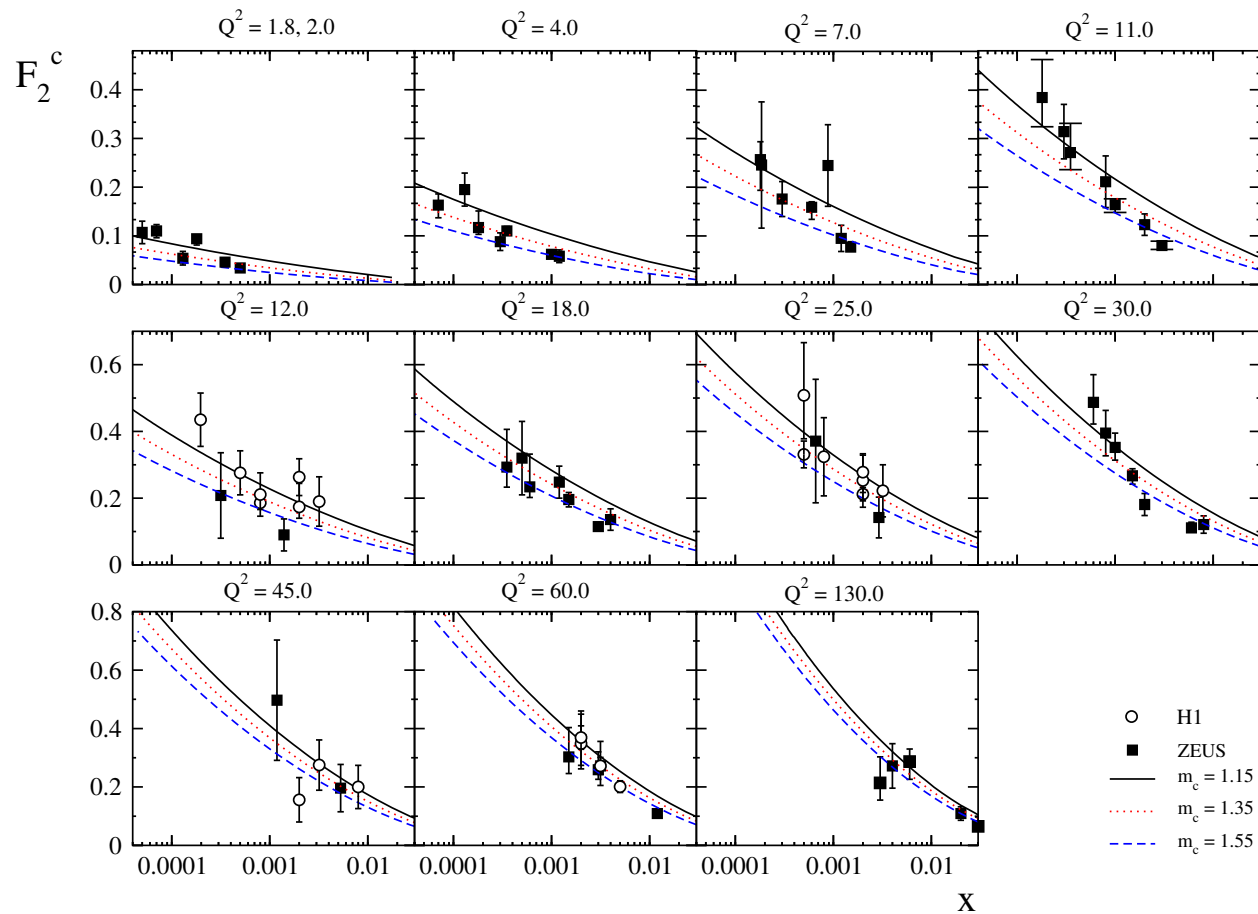 Q² = 1.8, 2.0
Q² = 4.0
Q² = 7.0
Q² = 11.0
F₂ᶜ
0.4
0.3
0.2
0.1
0
Q² = 12.0
Q² = 18.0
Q² = 25.0
Q² = 30.0
0.6
0.4
0.2
0
Q² = 45.0
Q² = 60.0
Q² = 130.0
0.8
0.6
0.4
0.2
0
H1
ZEUS
m_c = 1.15
m_c = 1.35
m_c = 1.55
0.0001 0.001 0.01 0.0001 0.001 0.01 0.0001 0.001 0.01
x